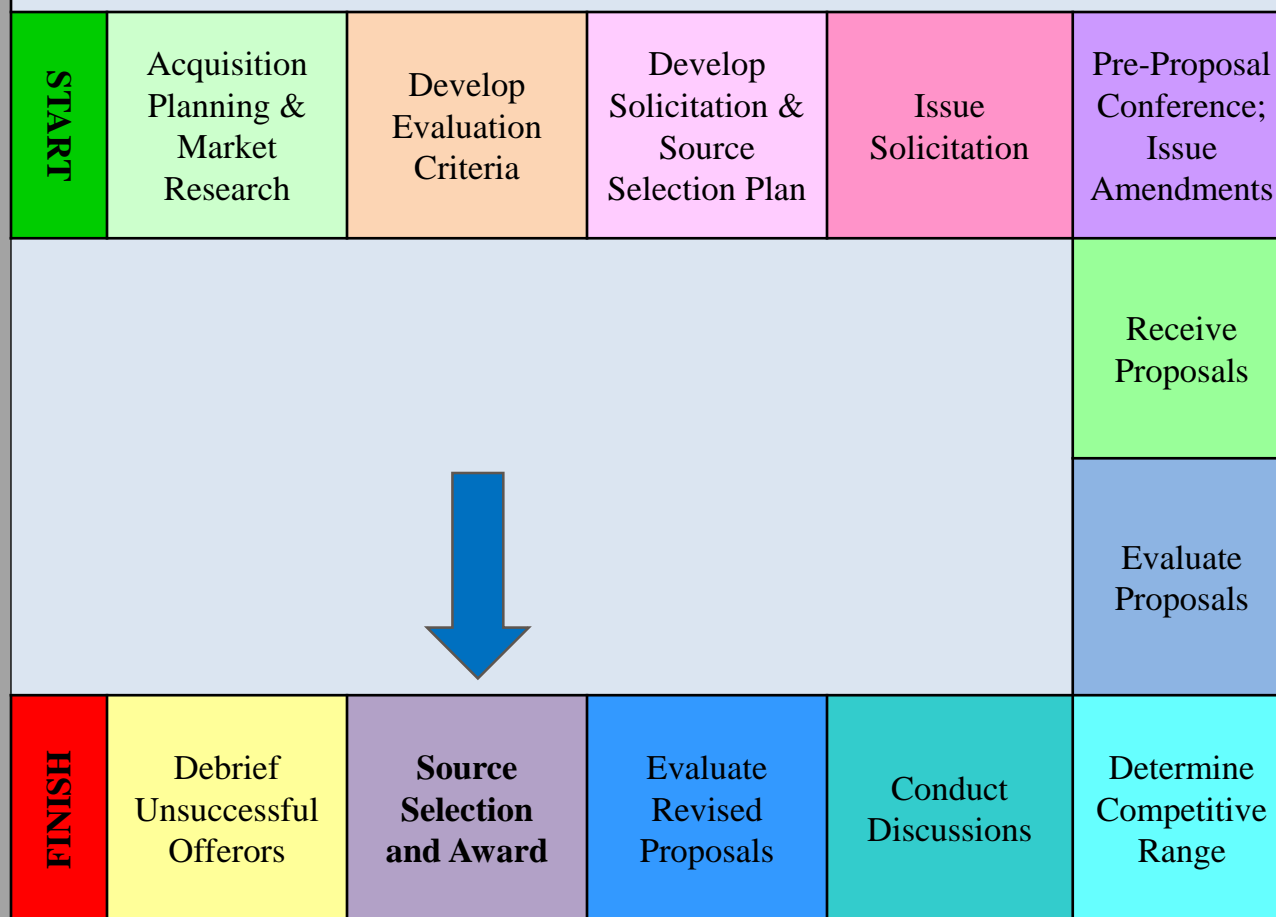 START
Acquisition
Planning &
Market
Research
Develop
Evaluation
Criteria
Develop
Solicitation &
Source
Selection Plan
Issue
Solicitation
Pre-Proposal
Conference;
Issue
Amendments
Receive
Proposals
Evaluate
Proposals
FINISH
Debrief
Unsuccessful
Offerors
Source
Selection
and Award
Evaluate
Revised
Proposals
Conduct
Discussions
Determine
Competitive
Range